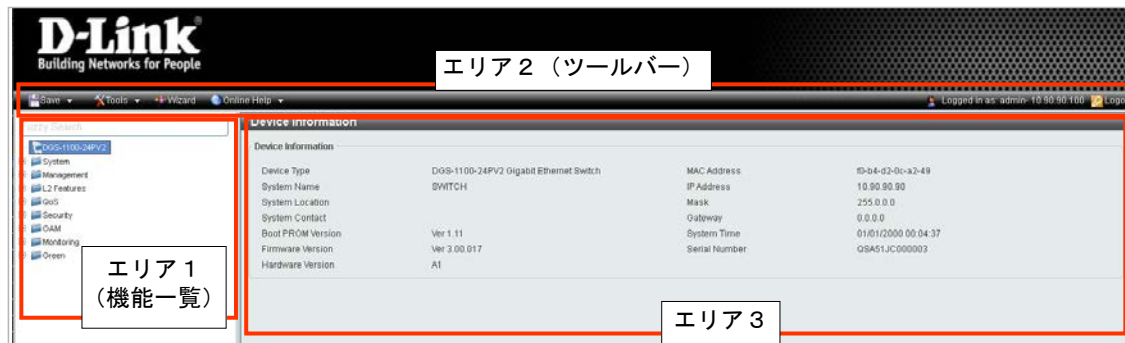 D-Link®
Building Networks for People
エリア2（ツールバー）
Save Tools Wizard Online Help Logged in as: admin- 10.90.90.100 Logo
Fuzzy Search
Device Information
DGS-1100-24PV2
System
Management
L2 Features
QoS
Security
OAM
Monitoring
Green
エリア1
（機能一覧）
Device Information
Device Type DGS-1100-24PV2 Gigabit Ethernet Switch MAC Address f0-b4-d2-0c-a2-49
System Name SWITCH IP Address 10.90.90.90
System Location Mask 255.0.0.0
System Contact Gateway 0.0.0.0
Boot PROM Version Ver 1.11 System Time 01/01/2000 00:04:37
Firmware Version Ver 3.00.017 Serial Number QSA51JC000003
Hardware Version A1
エリア3